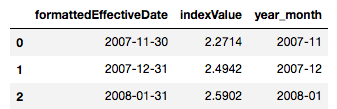 formattedEffectiveDate indexValue year_month
0 2007-11-30 2.2714 2007-11
1 2007-12-31 2.4942 2007-12
2 2008-01-31 2.5902 2008-01